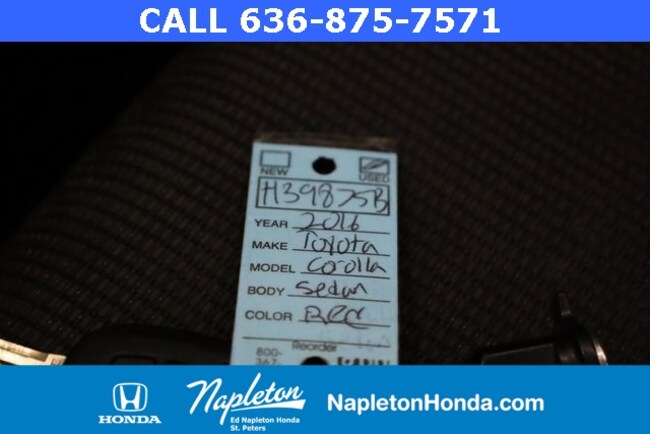 CALL 636-875-7571
NEW USED
H39875B
YEAR 2016
MAKE Toyota
MODEL Corolla
BODY Sedan
COLOR
Reorder
800-
367-
HONDA
Napleton
Ed Napleton Honda
St. Peters
NapletonHonda.com